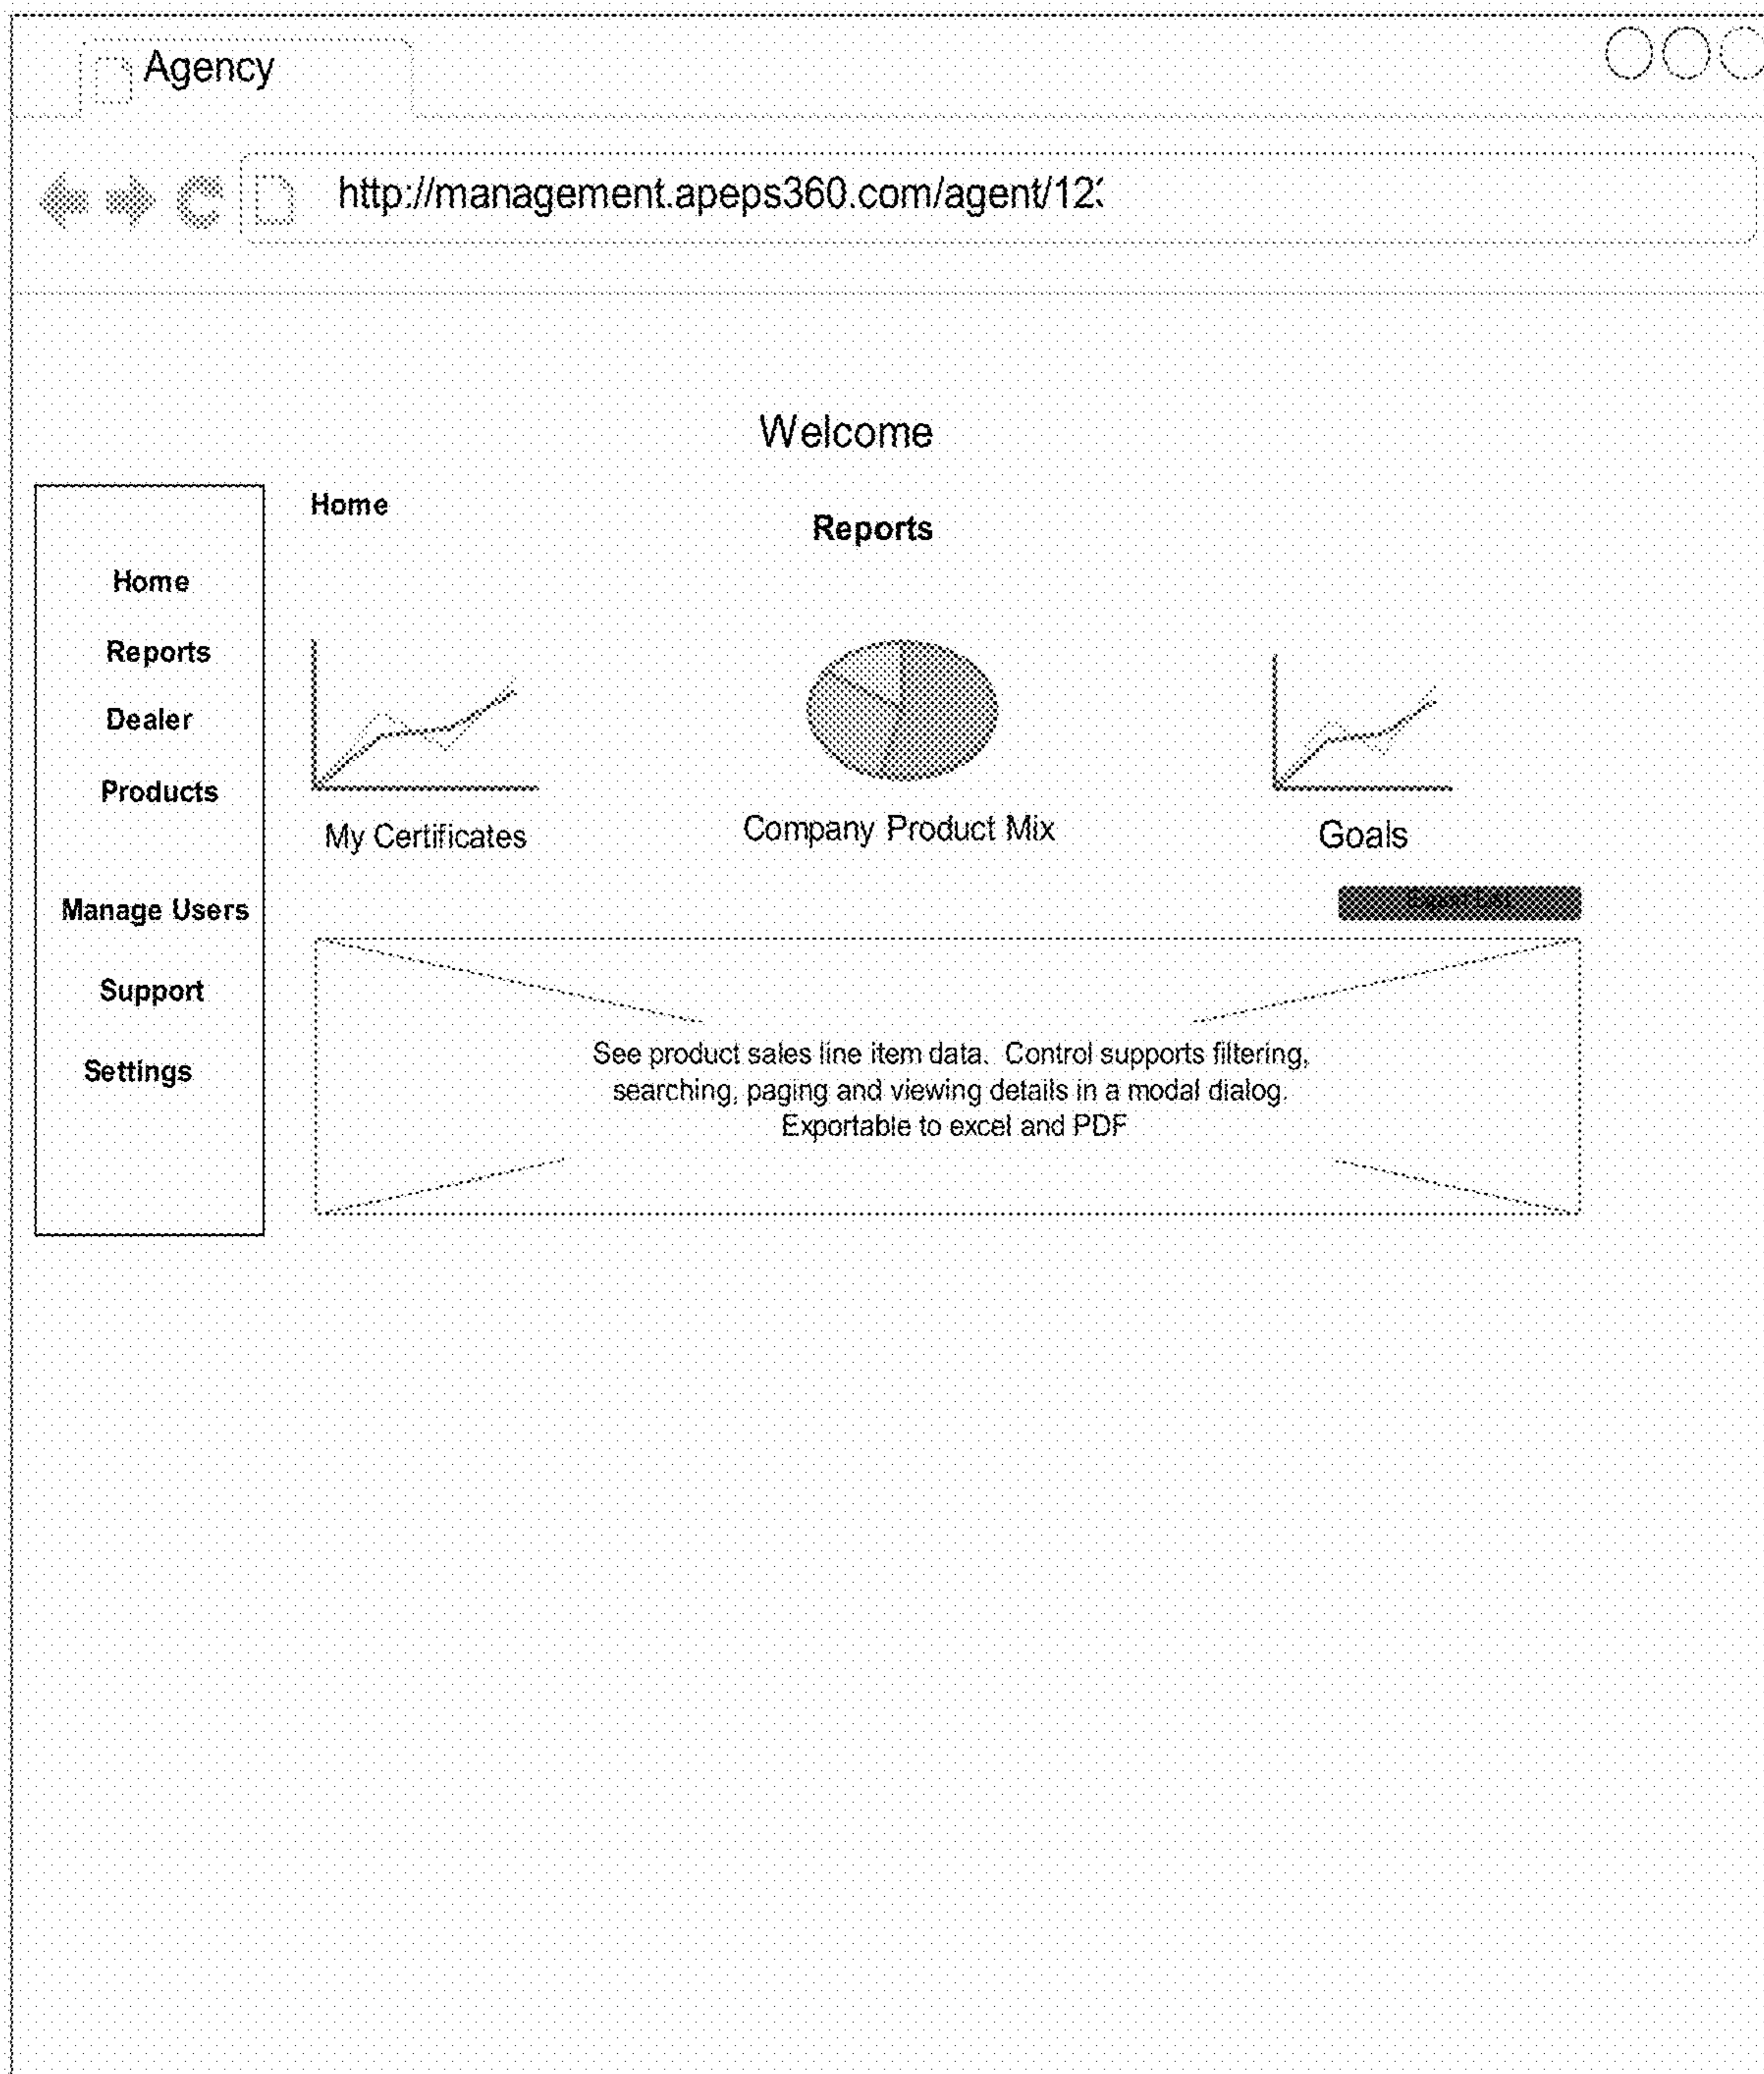 Agency
http://management.apeps360.com/agent/12
Welcome
Home
Reports
Home
Reports
Dealer
Products
Manage Users
Support
Settings
My Certificates
Company Product Mix
Goals
See product sales line item data. Control supports filtering,
searching, paging and viewing details in a modal dialog.
Exportable to excel and PDF